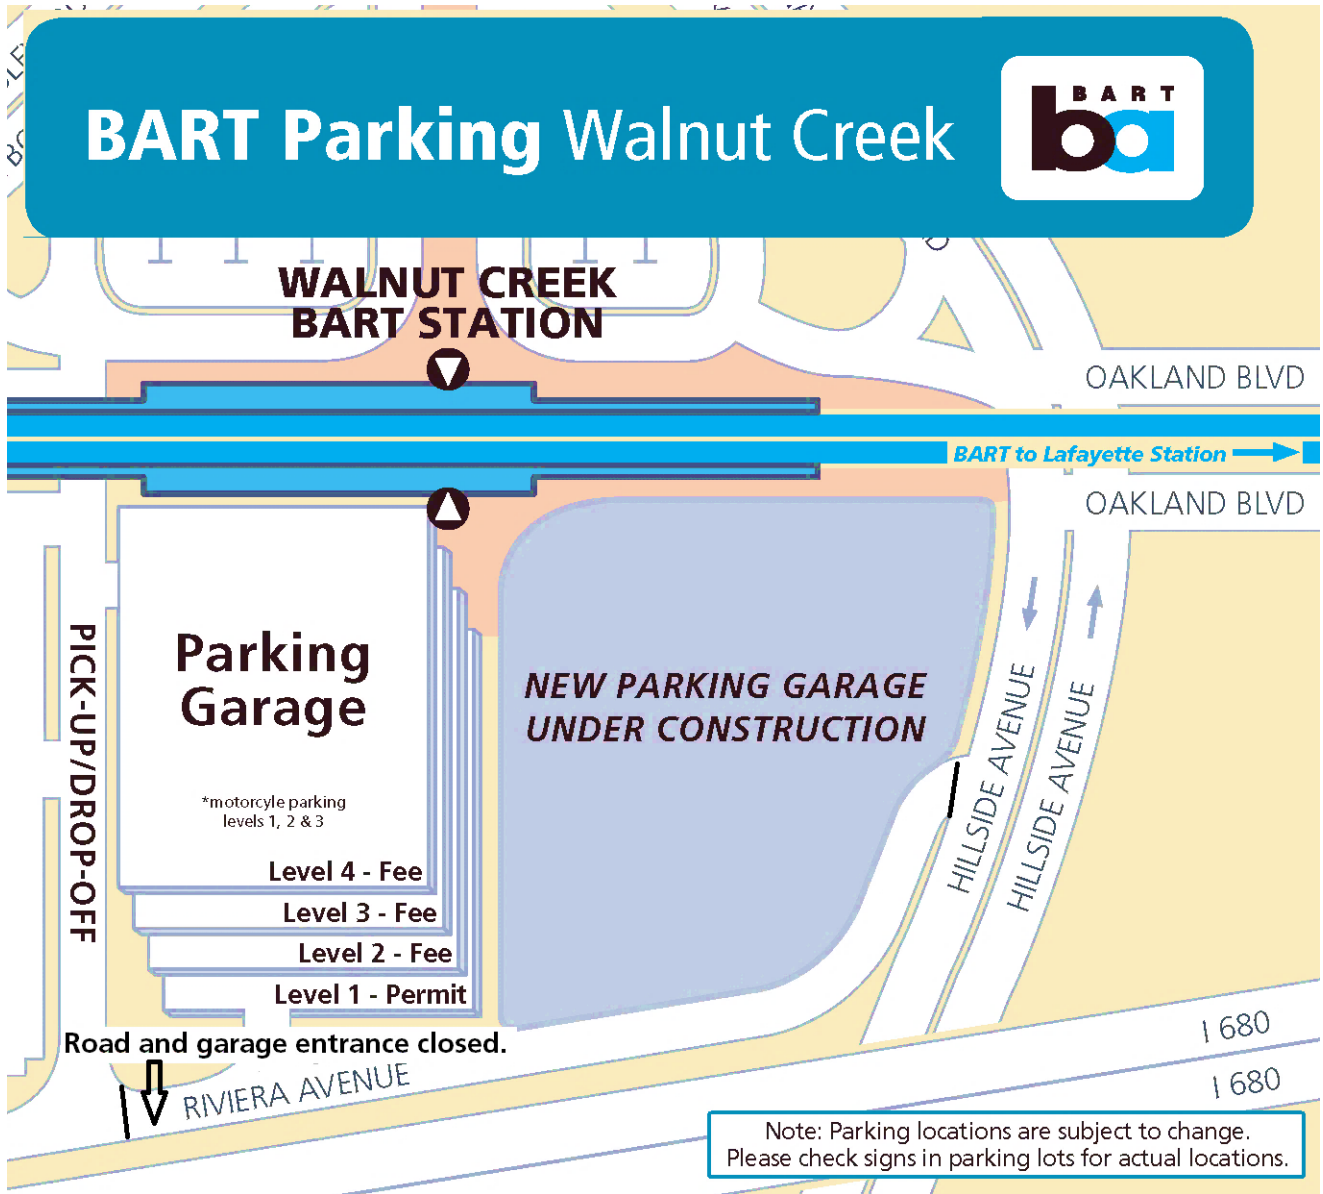 BART Parking Walnut Creek
BART
ba
WALNUT CREEK
BART STATION
OAKLAND BLVD
BART to Lafayette Station
OAKLAND BLVD
PICK-UP/DROP-OFF
Parking
Garage
*motorcyle parking
levels 1, 2 & 3
Level 4 - Fee
Level 3 - Fee
Level 2 - Fee
Level 1 - Permit
NEW PARKING GARAGE
UNDER CONSTRUCTION
HILLSIDE AVENUE
HILLSIDE AVENUE
Road and garage entrance closed.
RIVIERA AVENUE
I 680
I 680
Note: Parking locations are subject to change.
Please check signs in parking lots for actual locations.